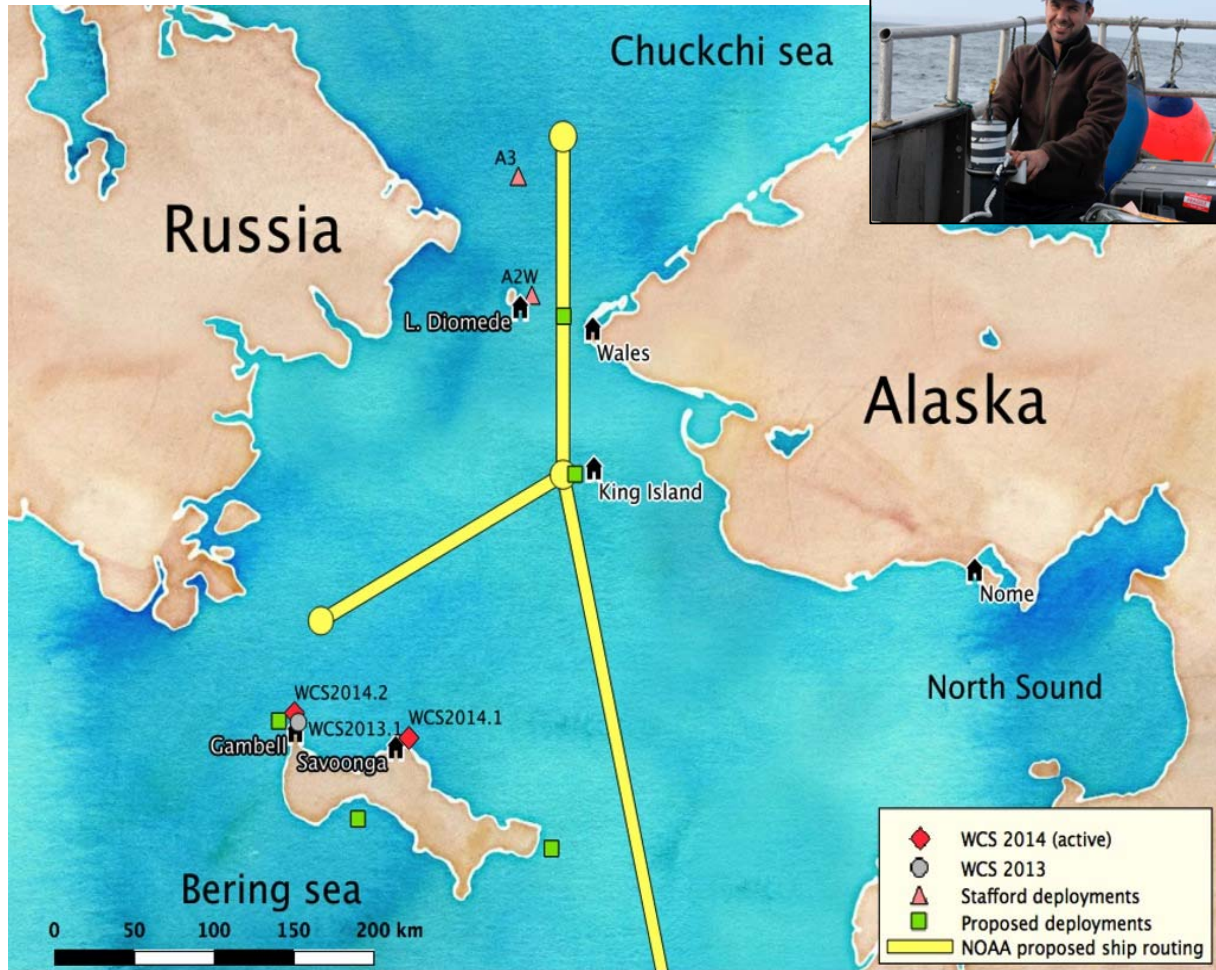 Chuckchi sea
A3
Russia
A2W
L. Diomede
Wales
Alaska
King Island
Nome
WCS2014.2
North Sound
WCS2013.1
WCS2014.1
Gambell
Savoonga
Bering sea
0 50 100 150 200 km
WCS 2014 (active)
WCS 2013
Stafford deployments
Proposed deployments
NOAA proposed ship routing